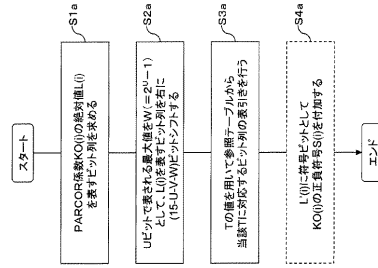 スタート
S1a
PARCOR係数KO(i)の絶対値L(i)
を表すビット列を求める
S2a
Uビットで表される最大値をW(=2^U-1)
として、L(i)を表すビット列を右に
(15-U-V-W)ビットシフトする
S3a
Tの値を用いて参照テーブルから
当該Tに対応するビット列の表引きを行う
S4a
L'(i)に符号ビットとして
KO(i)の正負符号S(i)を付加する
エンド